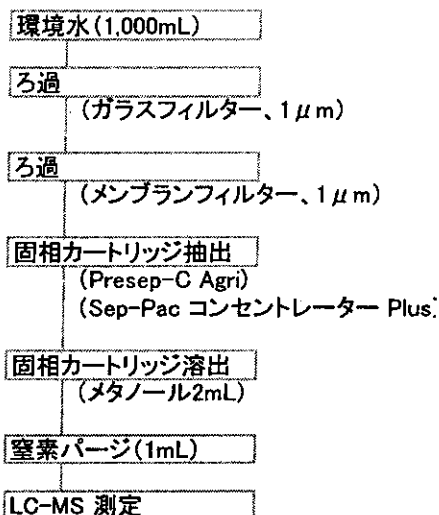 環境水(1,000mL)
ろ過
(ガラスフィルター、1μm)
ろ過
(メンブランフィルター、1μm)
固相カートリッジ抽出
(Presep-C Agri)
(Sep-Pac コンセントレーター Plus)
固相カートリッジ溶出
(メタノール2mL)
窒素パージ(1mL)
LC-MS 測定